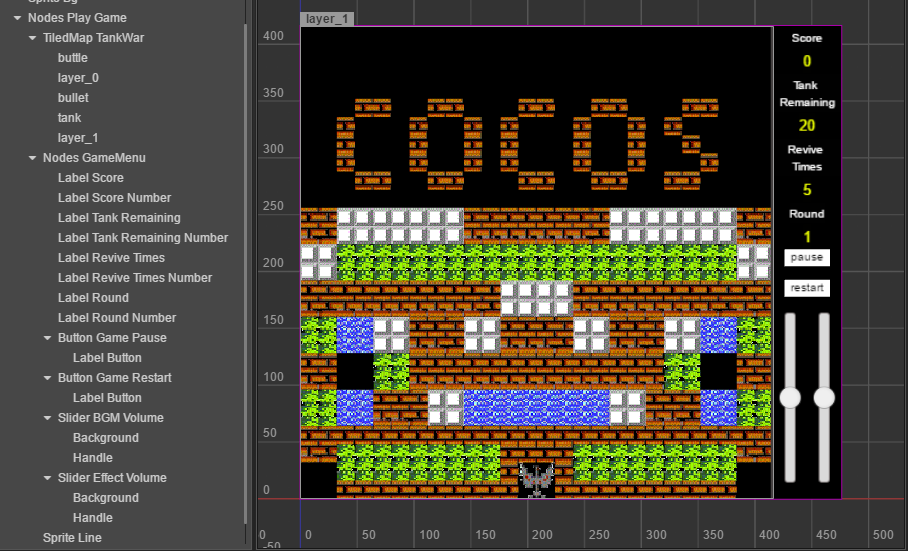 Nodes Play Game
TiledMap TankWar
buttle
layer_0
bullet
tank
layer_1
Nodes GameMenu
Label Score
Label Score Number
Label Tank Remaining
Label Tank Remaining Number
Label Revive Times
Label Revive Times Number
Label Round
Label Round Number
Button Game Pause
Label Button
Button Game Restart
Label Button
Slider BGM Volume
Background
Handle
Slider Effect Volume
Background
Handle
Sprite Line
layer_1
400
350
300
250
200
150
100
50
0
-50
COCOS
Score
0
Tank
Remaining
20
Revive
Times
5
Round
1
pause
restart
0 0 50 100 150 200 250 300 350 400 450 500